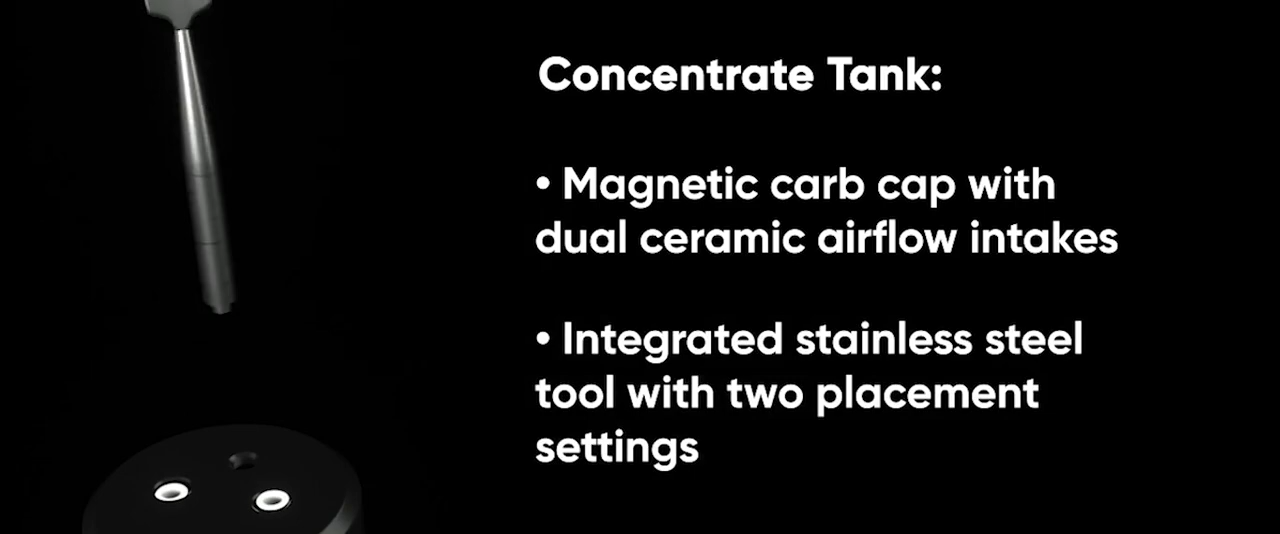 Concentrate Tank:
• Magnetic carb cap with
dual ceramic airflow intakes
• Integrated stainless steel
tool with two placement
settings